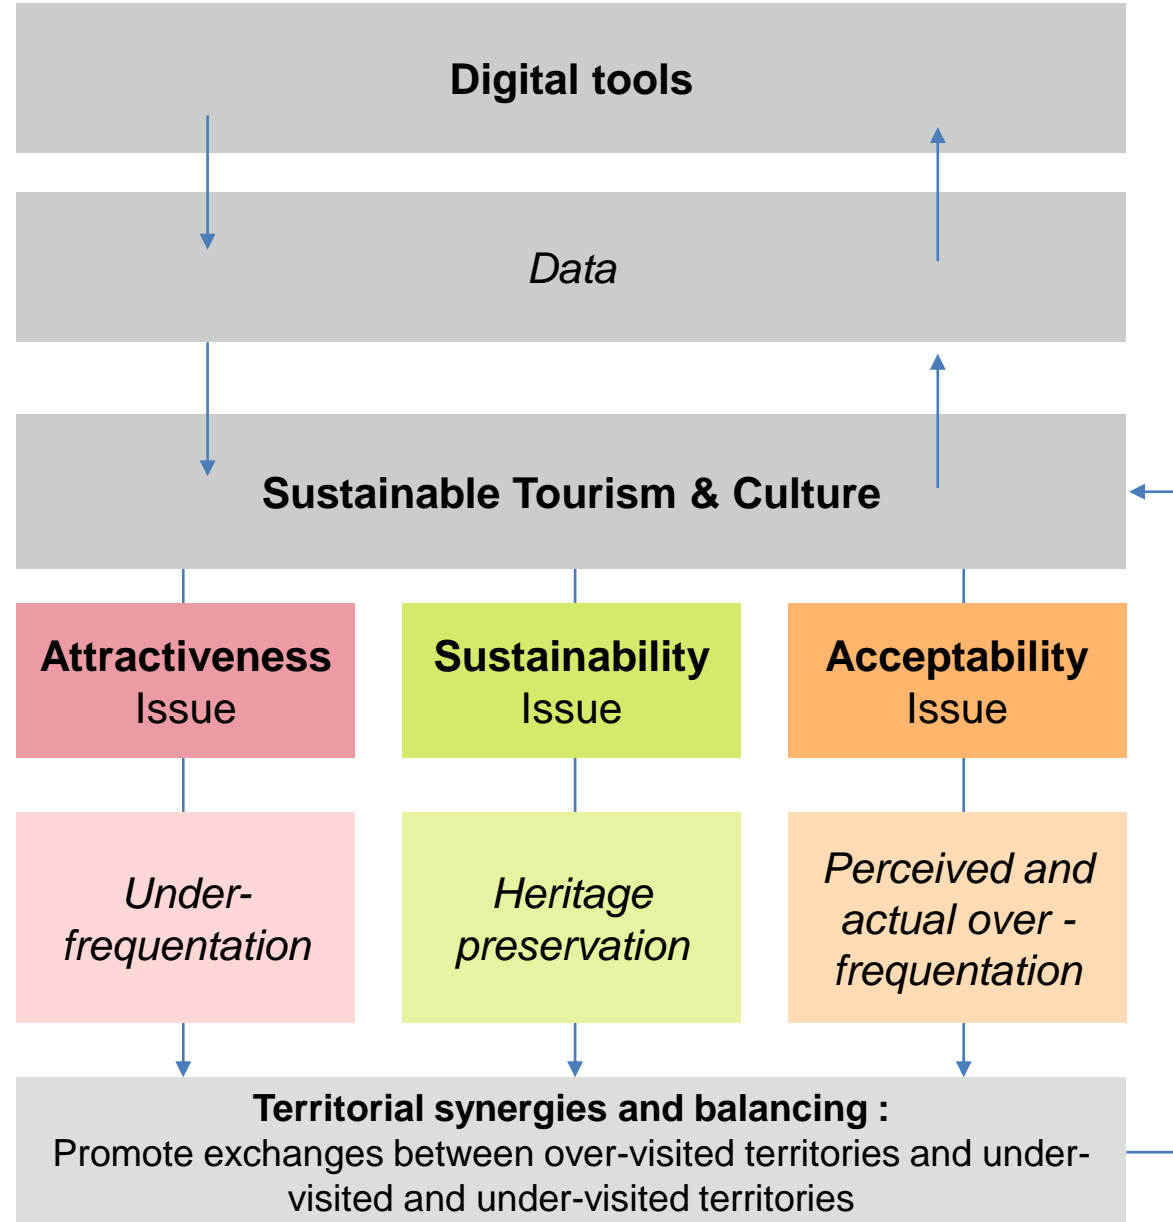 Digital tools
Data
Sustainable Tourism & Culture
Attractiveness
Issue
Sustainability
Issue
Acceptability
Issue
Under-
frequentation
Heritage
preservation
Perceived and
actual over -
frequentation
Territorial synergies and balancing :
Promote exchanges between over-visited territories and under-
visited and under-visited territories